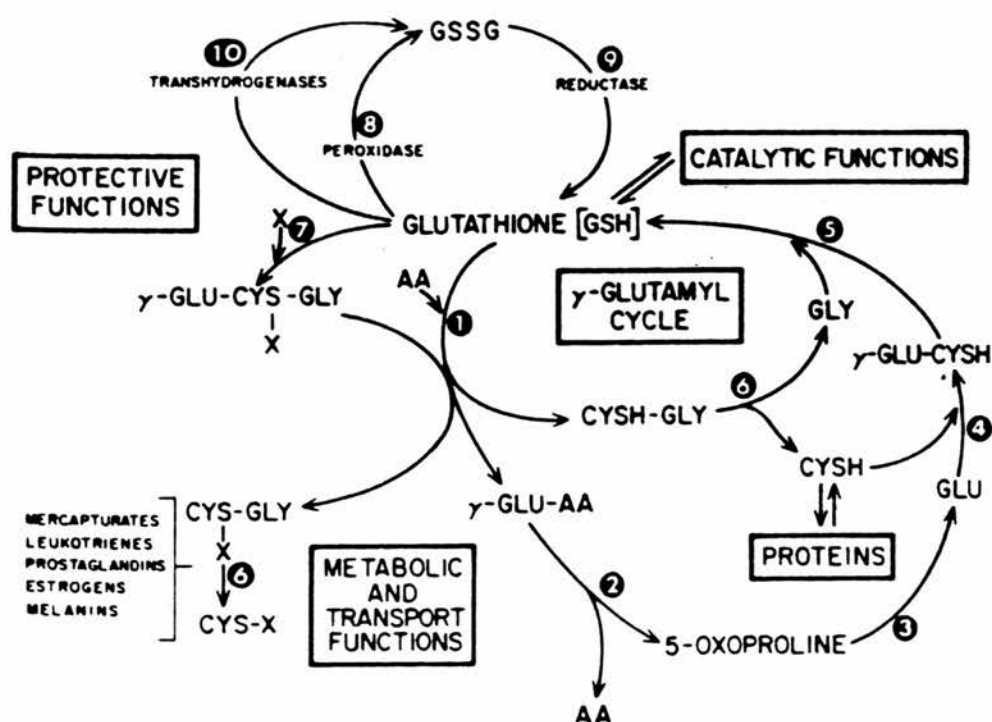 GSSG
10
TRANSHYDROGENASES
9
REDUCTASE
8
PEROXIDASE
PROTECTIVE
FUNCTIONS
CATALYTIC FUNCTIONS
GLUTATHIONE [GSH]
X
7
5
AA
γ-GLU-CYS-GLY
X
1
γ-GLUTAMYL
CYCLE
GLY
γ-GLU-CYSH
6
CYSH-GLY
4
CYSH
GLU
γ-GLU-AA
PROTEINS
CYS-GLY
X
6
CYS-X
MERCAPTURATES
LEUKOTRIENES
PROSTAGLANDINS
ESTROGENS
MELANINS
METABOLIC
AND
TRANSPORT
FUNCTIONS
2
5-OXOPROLINE
3
AA